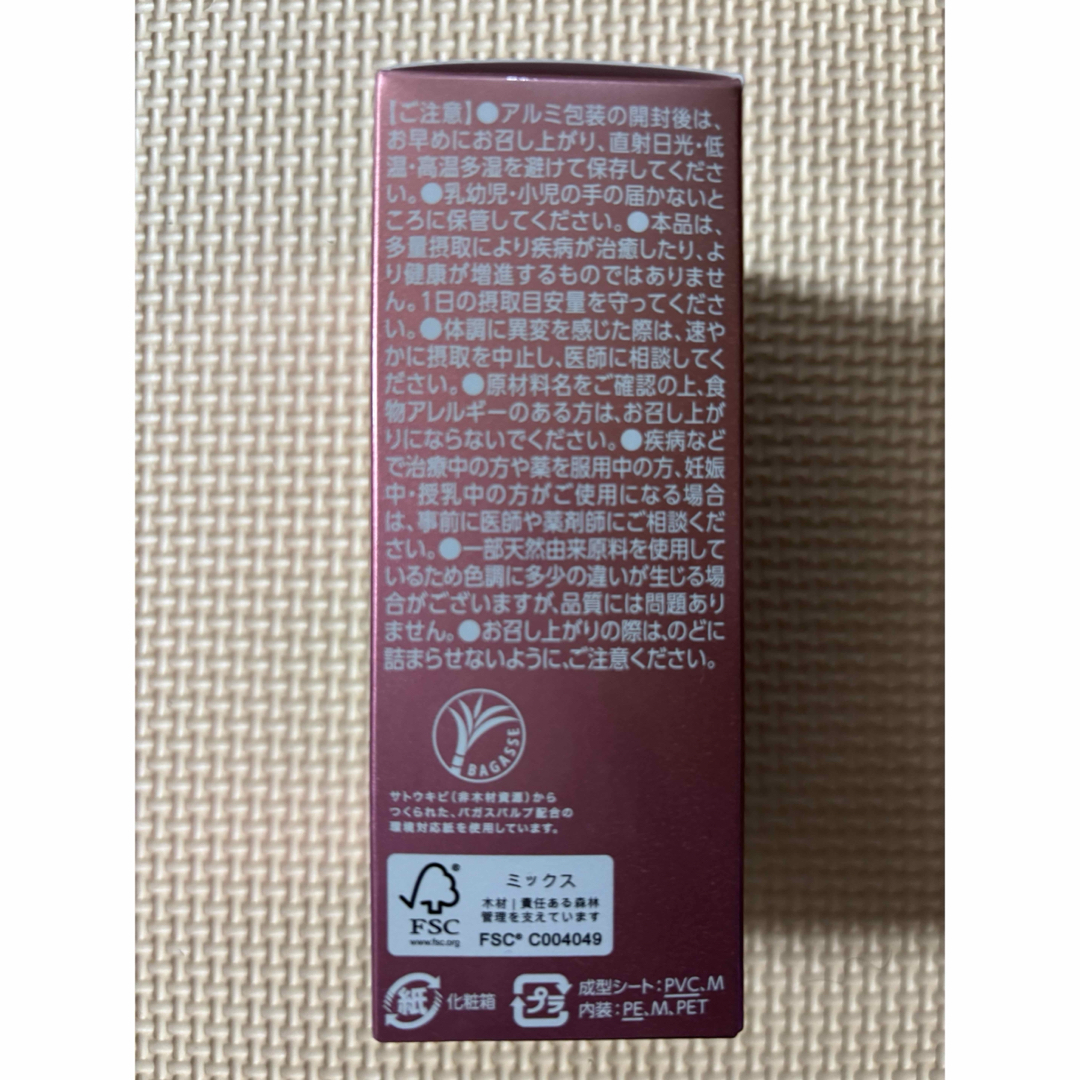 【ご注意】●アルミ包装の開封後は、
お早めにお召し上がり、直射日光・低
温・高温多湿を避けて保存してくださ
い。●乳幼児・小児の手の届かないと
ころに保管してください。●本品は、
多量摂取により疾病が治癒したり、よ
り健康が増進するものではありませ
ん。1日の摂取目安量を守ってくださ
い。●体調に異変を感じた際は、速や
かに摂取を中止し、医師に相談してく
ださい。●原材料名をご確認の上、食
物アレルギーのある方は、お召し上が
りにならないでください。●疾病など
で治療中の方や薬を服用中の方、妊娠
中・授乳中の方がご使用になる場合
は、事前に医師や薬剤師にご相談くだ
さい。●一部天然由来原料を使用して
いるため色調に多少の違いが生じる場
合がございますが、品質には問題あり
ません。●お召し上がりの際は、のどに
詰まらせないように、ご注意ください。
BAGASSE
サトウキビ(非木材資源)から
つくられた、バガスパルプ配合の
環境対応紙を使用しています。
FSC
www.fsc.org
ミックス
木材|責任ある森林
管理を支えています
FSC® C004049
紙 化粧箱
プラ 成型シート:PVC、M
内装:PE、M、PET